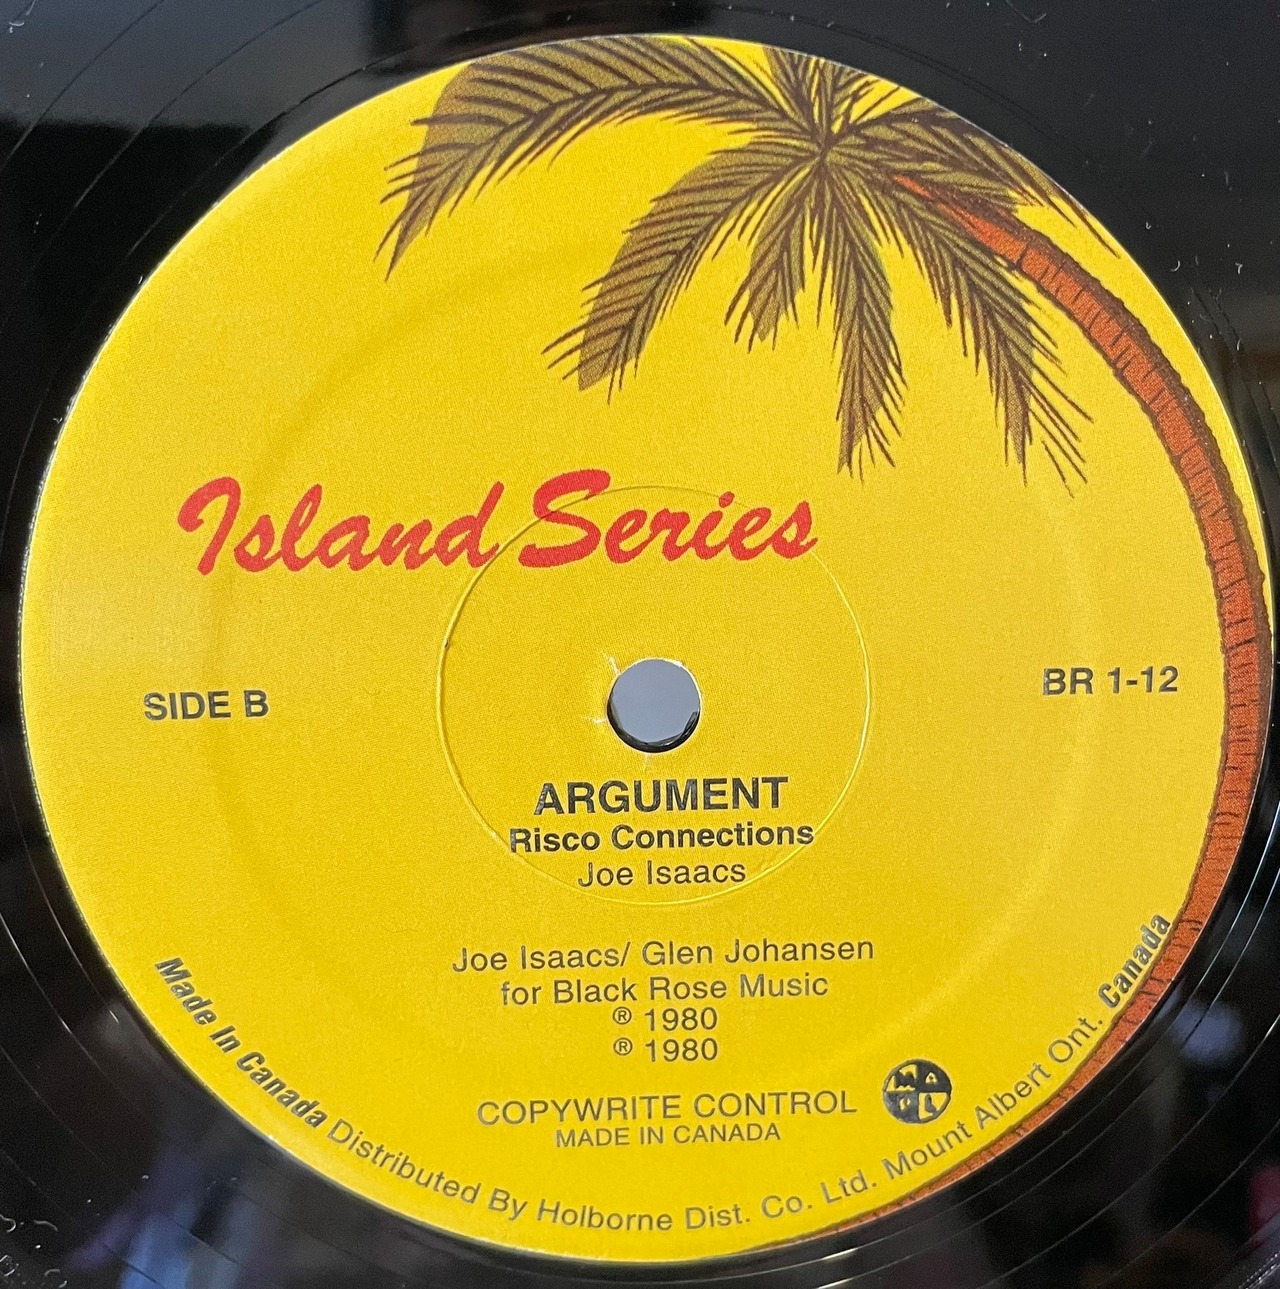 Island Series
SIDE B
BR 1-12
ARGUMENT
Risco Connections
Joe Isaacs
Joe Isaacs/ Glen Johansen
for Black Rose Music
® 1980
® 1980
COPYWRITE CONTROL
MADE IN CANADA
MAPL
Made In Canada Distributed By Holborne Dist. Co. Ltd. Mount Albert Ont. Canada